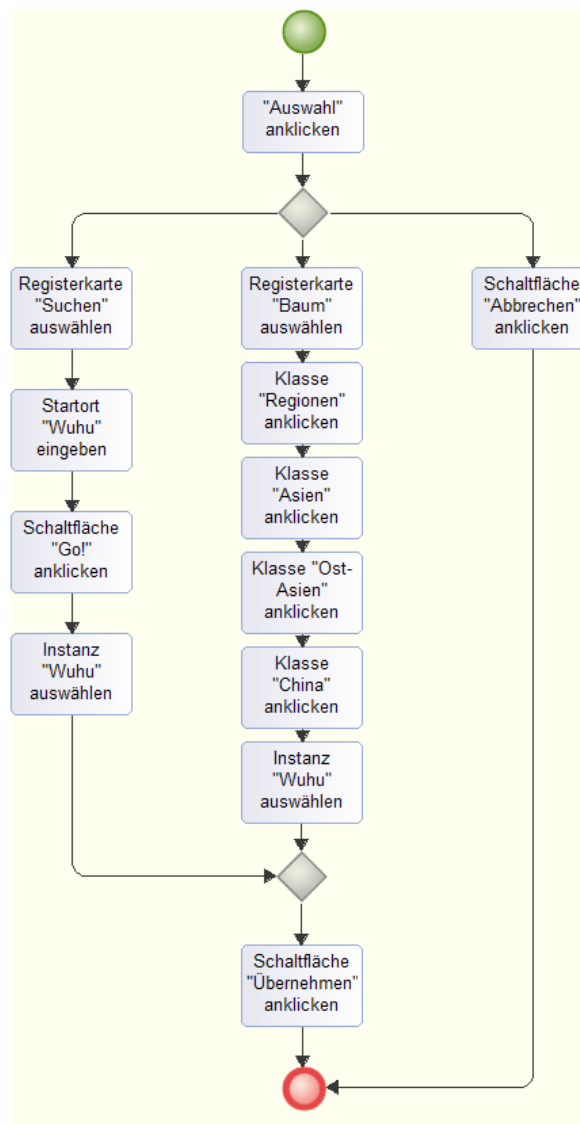 "Auswahl"
anklicken
Registerkarte
"Suchen"
auswählen
Startort
"Wuhu"
eingeben
Schaltfläche
"Go!"
anklicken
Instanz
"Wuhu"
auswählen
Registerkarte
"Baum"
auswählen
Klasse
"Regionen"
anklicken
Klasse
"Asien"
anklicken
Klasse "Ost-
Asien"
anklicken
Klasse
"China"
anklicken
Instanz
"Wuhu"
auswählen
Schaltfläche
"Abbrechen"
anklicken
Schaltfläche
"Übernehmen"
anklicken